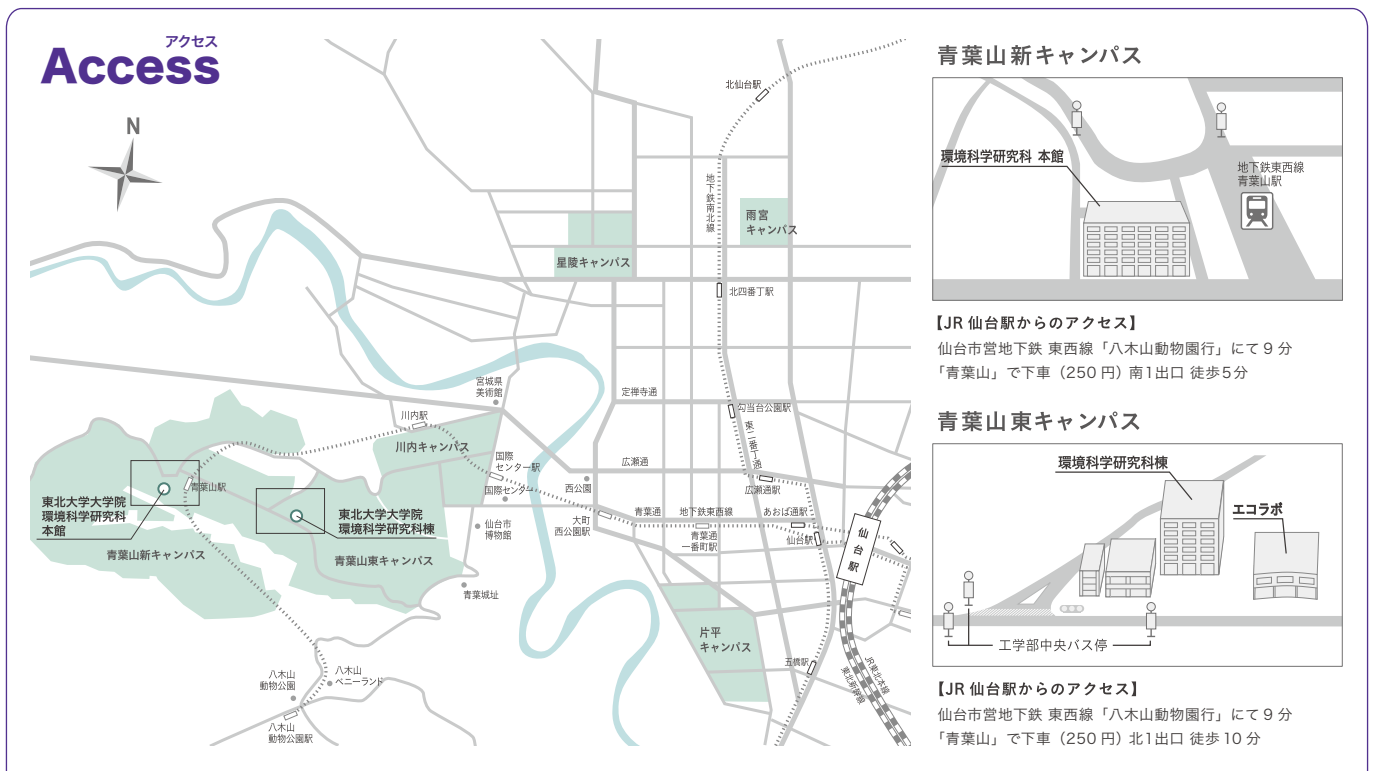 アクセス
Access
N
北仙台駅
地下鉄南北線
雨宮
キャンパス
星陵キャンパス
北四番丁駅
宮城県
美術館
定禅寺通
勾当台公園駅
東二番丁通
川内駅
川内キャンパス
国際
センター駅
国際センター
広瀬通
広瀬通駅
西公園
青葉山駅
東北大学大学院
環境科学研究科
本館
東北大学大学院
環境科学研究科棟
仙台市
博物館
大町
西公園駅
青葉通
地下鉄東西線
あおば通駅
青葉通
一番町駅
仙台駅
仙台駅
青葉山新キャンパス
青葉山東キャンパス
青葉城址
片平
キャンパス
五橋駅
JR東北本線
東北新幹線
八木山
動物公園
八木山
ベニーランド
八木山
動物公園駅
青葉山新キャンパス
環境科学研究科 本館
地下鉄東西線
青葉山駅
【JR 仙台駅からのアクセス】
仙台市営地下鉄 東西線「八木山動物園行」にて 9 分
「青葉山」で下車（250 円）南1出口 徒歩 5 分
青葉山東キャンパス
環境科学研究科棟
エコラボ
工学部中央バス停
【JR 仙台駅からのアクセス】
仙台市営地下鉄 東西線「八木山動物園行」にて 9 分
「青葉山」で下車（250 円）北1出口 徒歩 10 分